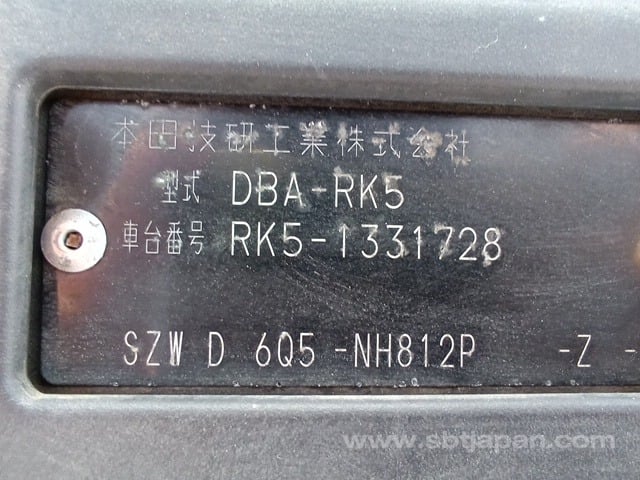 本田技研工業株式会社
型式 DBA-RK5
車台番号 RK5-1331728
SZW D 6Q5 -NH812P -Z -
www.sbtjapan.com